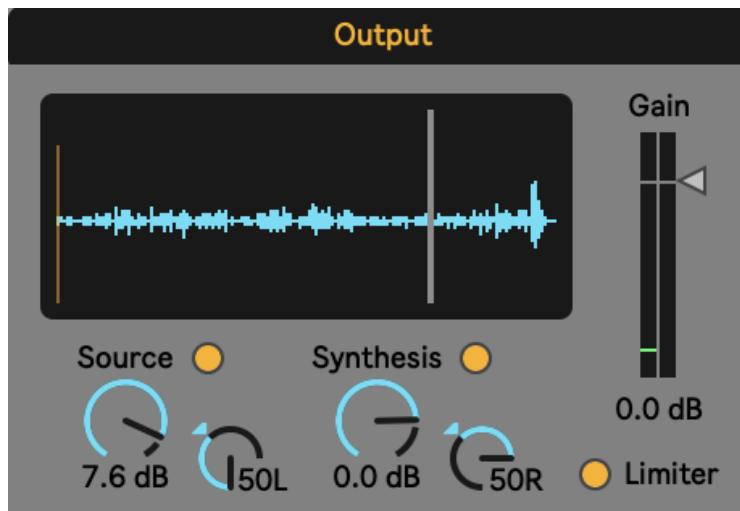 Output
Gain
Source
Synthesis
7.6 dB
50L
0.0 dB
50R
0.0 dB
Limiter